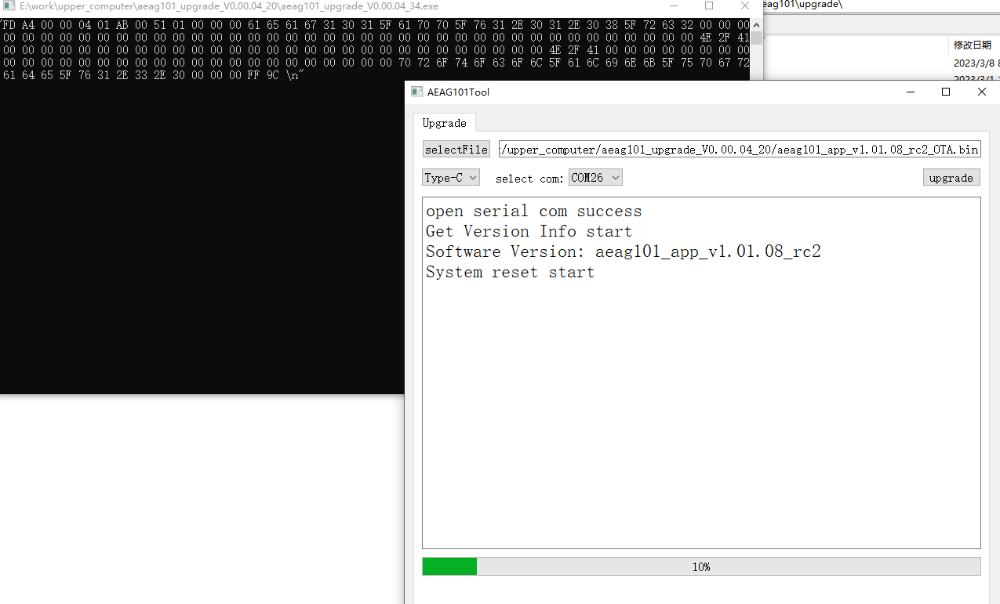 E:\work\upper_computer\aeag101_upgrade_V0.00.04_20\aeag101_upgrade_V0.00.04_34.exe
eag101\upgrade\
"FD A4 00 00 04 01 AB 00 51 01 00 00 00 61 65 61 67 31 30 31 5F 61 70 70 5F 76 31 2E 30 31 2E 30 38 5F 72 63 32 00 00 00
00 00 00 00 00 00 00 00 00 00 00 00 00 00 00 00 00 00 00 00 00 00 00 00 00 00 00 00 00 00 00 00 00 00 00 00 00 4E 2F 41
00 00 00 00 00 00 00 00 00 00 00 00 00 00 00 00 00 00 00 00 00 00 00 00 00 00 00 00 00 4E 2F 41 00 00 00 00 00 00 00 00
00 00 00 00 00 00 00 00 00 00 00 00 00 00 00 00 00 00 00 00 00 70 72 6F 74 6F 63 6F 6C 5F 61 6C 69 6E 6B 5F 75 70 67 72
61 64 65 5F 76 31 2E 33 2E 30 00 00 00 FF 9C \n"
修改日期
2023/3/8 8
2023/3/1
AEAG101Tool
Upgrade
selectFile
:/upper_computer/aeag101_upgrade_V0.00.04_20/aeag101_app_v1.01.08_rc2_OTA.bin
Type-C
select com:
COM26
upgrade
open serial com success
Get Version Info start
Software Version: aeag101_app_v1.01.08_rc2
System reset start
10%